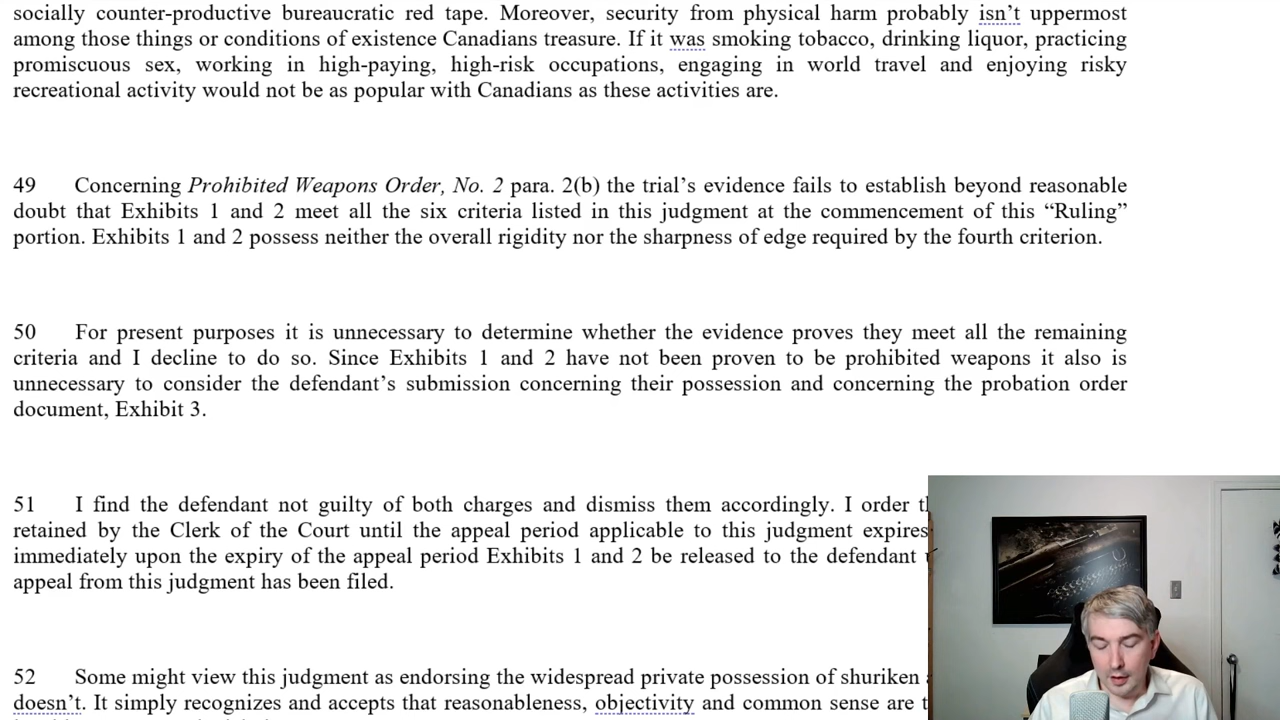 socially counter-productive bureaucratic red tape. Moreover, security from physical harm probably isn’t uppermost
among those things or conditions of existence Canadians treasure. If it was smoking tobacco, drinking liquor, practicing
promiscuous sex, working in high-paying, high-risk occupations, engaging in world travel and enjoying risky
recreational activity would not be as popular with Canadians as these activities are.
49 Concerning Prohibited Weapons Order, No. 2 para. 2(b) the trial’s evidence fails to establish beyond reasonable
doubt that Exhibits 1 and 2 meet all the six criteria listed in this judgment at the commencement of this “Ruling”
portion. Exhibits 1 and 2 possess neither the overall rigidity nor the sharpness of edge required by the fourth criterion.
50 For present purposes it is unnecessary to determine whether the evidence proves they meet all the remaining
criteria and I decline to do so. Since Exhibits 1 and 2 have not been proven to be prohibited weapons it also is
unnecessary to consider the defendant’s submission concerning their possession and concerning the probation order
document, Exhibit 3.
51 I find the defendant not guilty of both charges and dismiss them accordingly. I order
retained by the Clerk of the Court until the appeal period applicable to this judgment expires
immediately upon the expiry of the appeal period Exhibits 1 and 2 be released to the defendant
appeal from this judgment has been filed.
52 Some might view this judgment as endorsing the widespread private possession of shuriken
doesn’t. It simply recognizes and accepts that reasonableness, objectivity and common sense are